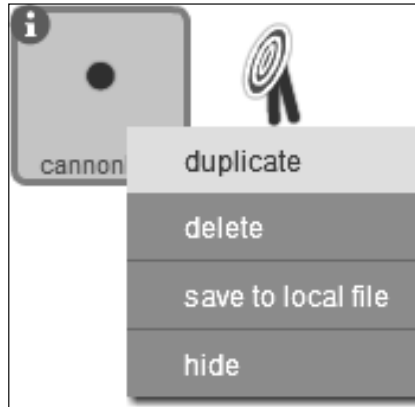 i
cannon
duplicate
delete
save to local file
hide